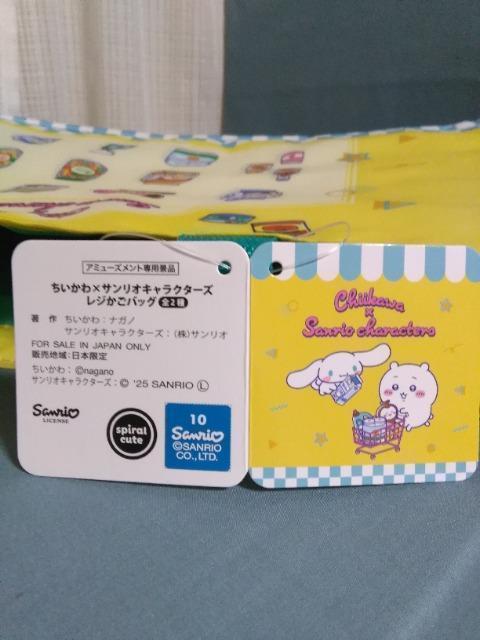 アミューズメント専用景品
ちいかわ×サンリオキャラクターズ
レジかごバッグ 全2種
著 作 ちいかわ:ナガノ
サンリオキャラクターズ:(株)サンリオ
FOR SALE IN JAPAN ONLY
販売地域:日本限定
ちいかわ:©nagano
サンリオキャラクターズ:© '25 SANRIO Ⓛ
Sanrio
LICENSE
spiral
cute
10
Sanrio
©SANRIO
CO., LTD.
Chiikawa
×
Sanrio characters